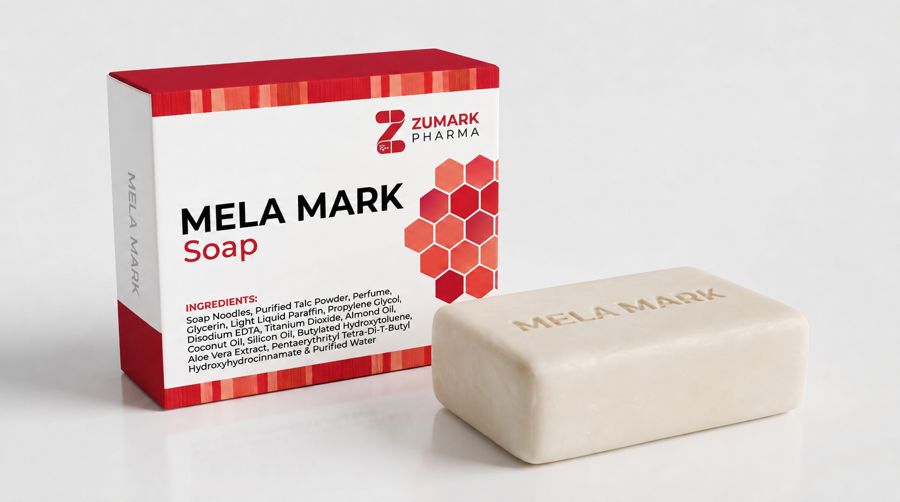 ZUMARK
PHARMA
MELA MARK
Soap
INGREDIENTS:
Soap Noodles, Purified Talc Powder, Perfume,
Glycerin, Light Liquid Paraffin, Propylene Glycol,
Disodium EDTA, Titanium Dioxide, Almond Oil,
Coconut Oil, Silicon Oil, Butylated Hydroxytoluene,
Aloe Vera Extract, Pentaerythrityl Tetra-Di-T-Butyl
Hydroxyhydrocinnamate & Purified Water
MELA MARK
MELA MARK